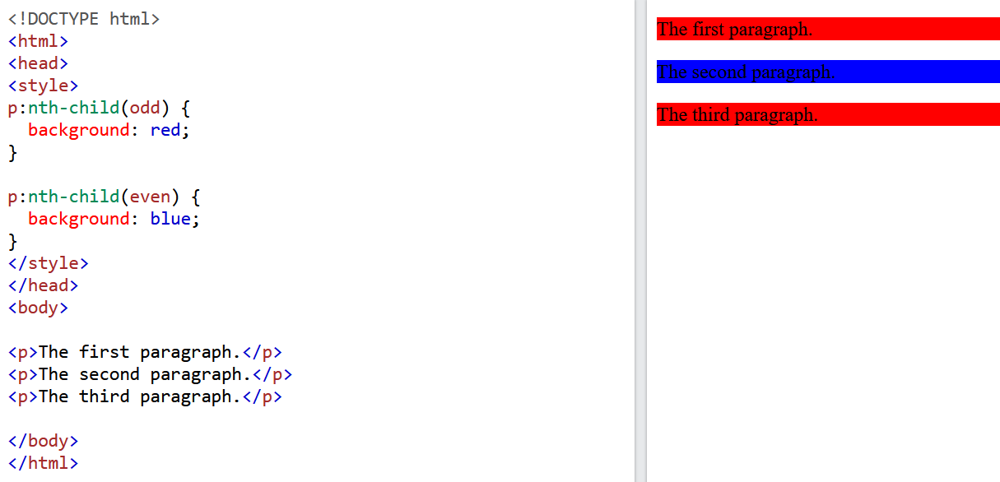 <!DOCTYPE html>
<html>
<head>
<style>
p:nth-child(odd) {
  background: red;
}

p:nth-child(even) {
  background: blue;
}
</style>
</head>
<body>

<p>The first paragraph.</p>
<p>The second paragraph.</p>
<p>The third paragraph.</p>

</body>
</html>
The first paragraph.
The second paragraph.
The third paragraph.